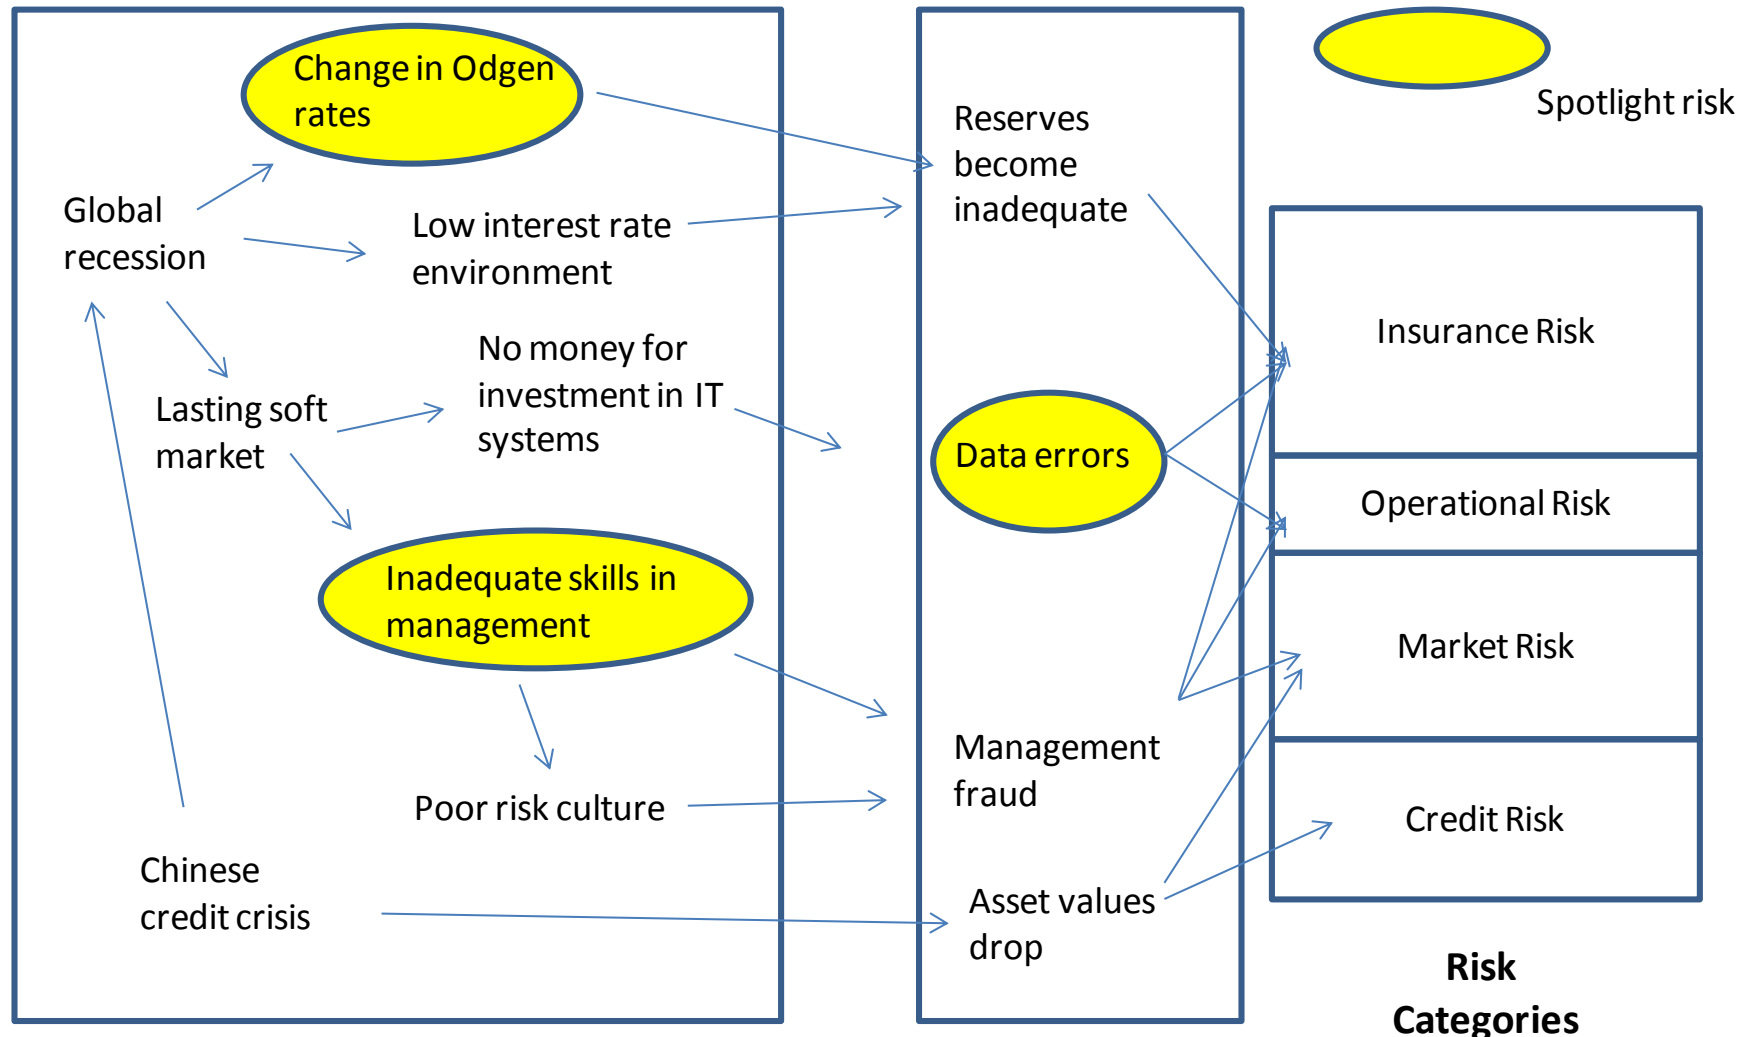 Change in Odgen
rates
Global
recession
Low interest rate
environment
No money for
investment in IT
systems
Lasting soft
market
Inadequate skills in
management
Poor risk culture
Chinese
credit crisis
Reserves
become
inadequate
Data errors
Management
fraud
Asset values
drop
Spotlight risk
Insurance Risk
Operational Risk
Market Risk
Credit Risk
Risk
Categories